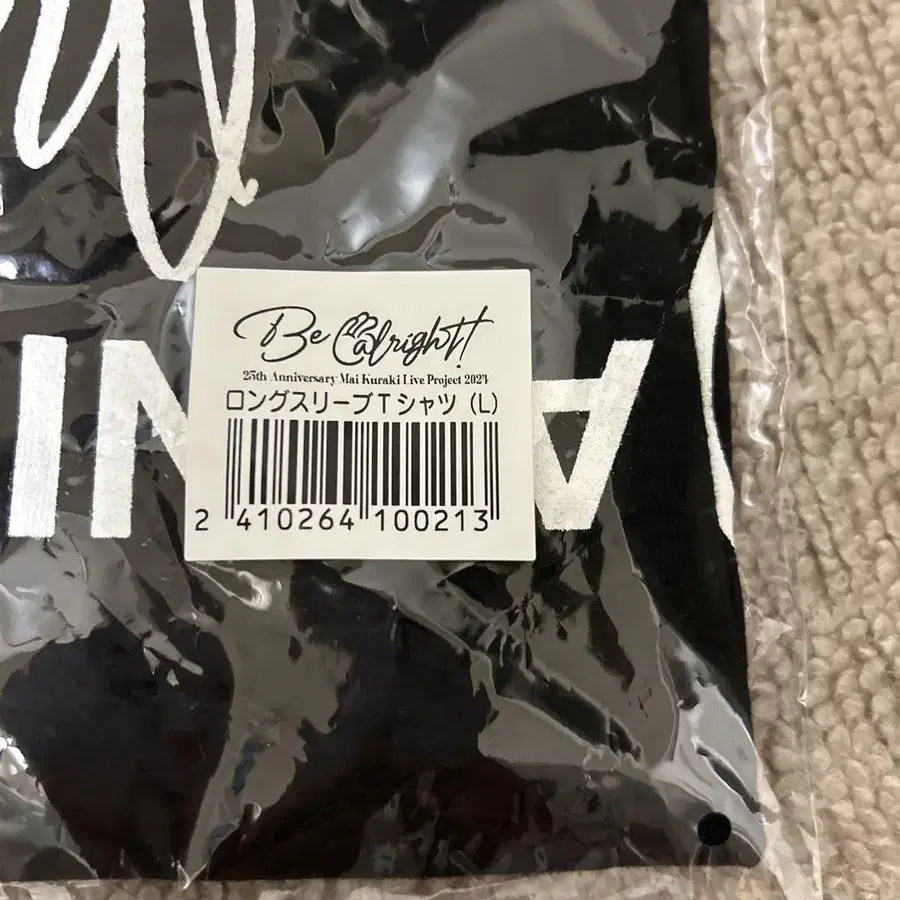 Be alright!!
25th Anniversary Mai Kuraki Live Project 2024
ロングスリーブTシャツ (L)
2 410264 100213